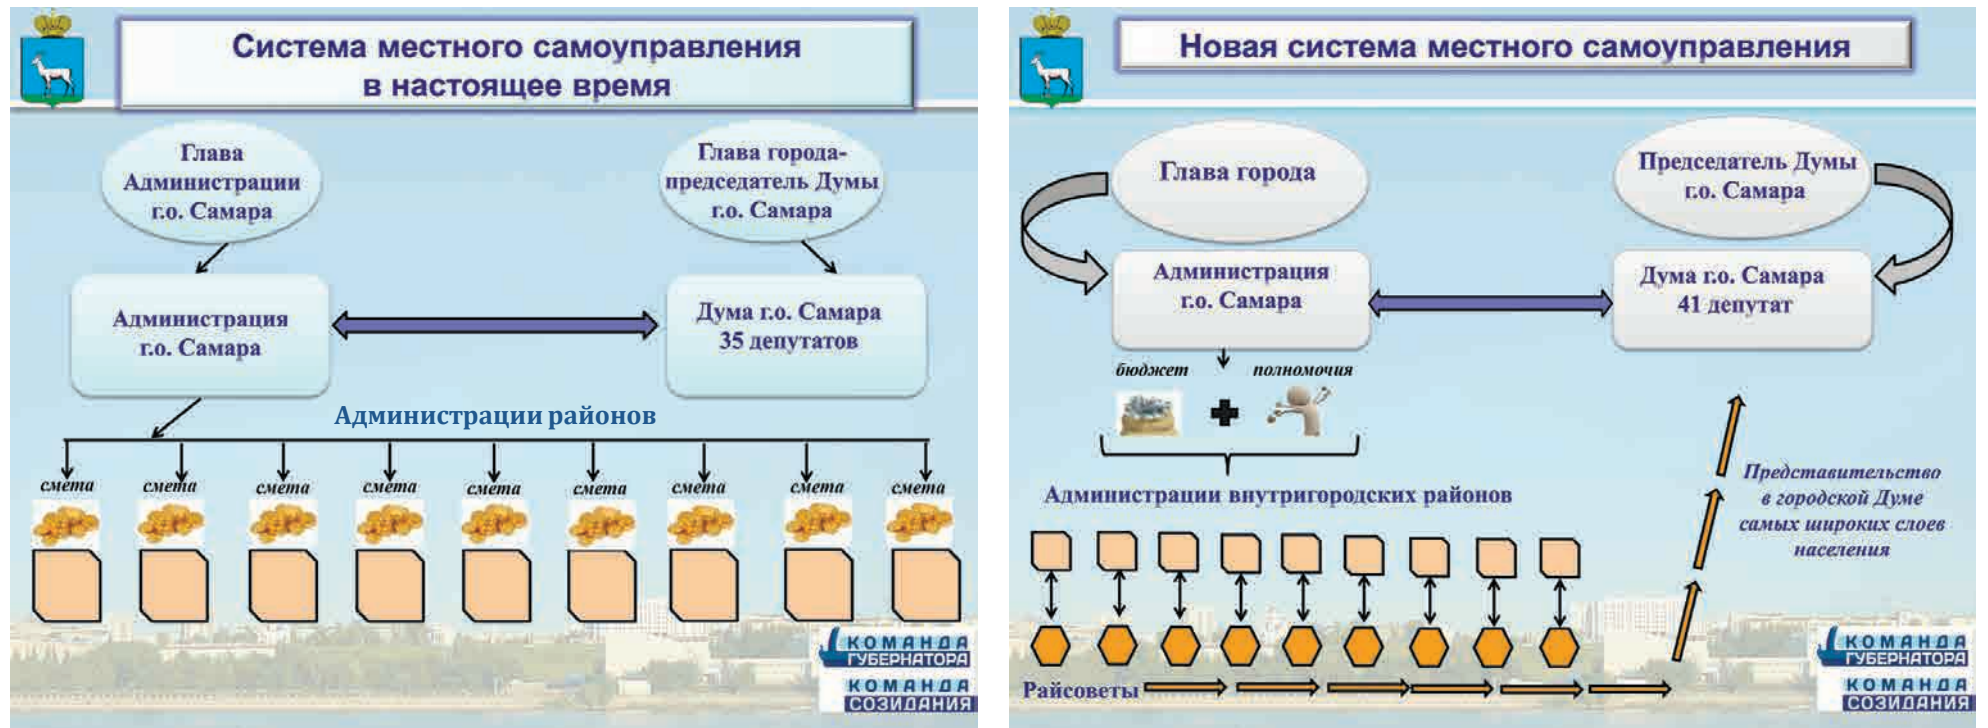 Система местного самоуправления
в настоящее время
Глава
Администрации
г.о. Самара
Глава города-
председатель Думы
г.о. Самара
Администрация
г.о. Самара
Дума г.о. Самара
35 депутатов
Администрации районов
смета смета смета смета смета смета смета смета смета
КОМАНДА
ГУБЕРНАТОРА
КОМАНДА
СОЗИДАНИЯ
Новая система местного самоуправления
Глава города
Председатель Думы
г.о. Самара
Администрация
г.о. Самара
Дума г.о. Самара
41 депутат
бюджет полномочия
Администрации внутригородских районов
Представительство
в городской Думе
самых широких слоев
населения
Райсоветы
КОМАНДА
ГУБЕРНАТОРА
КОМАНДА
СОЗИДАНИЯ